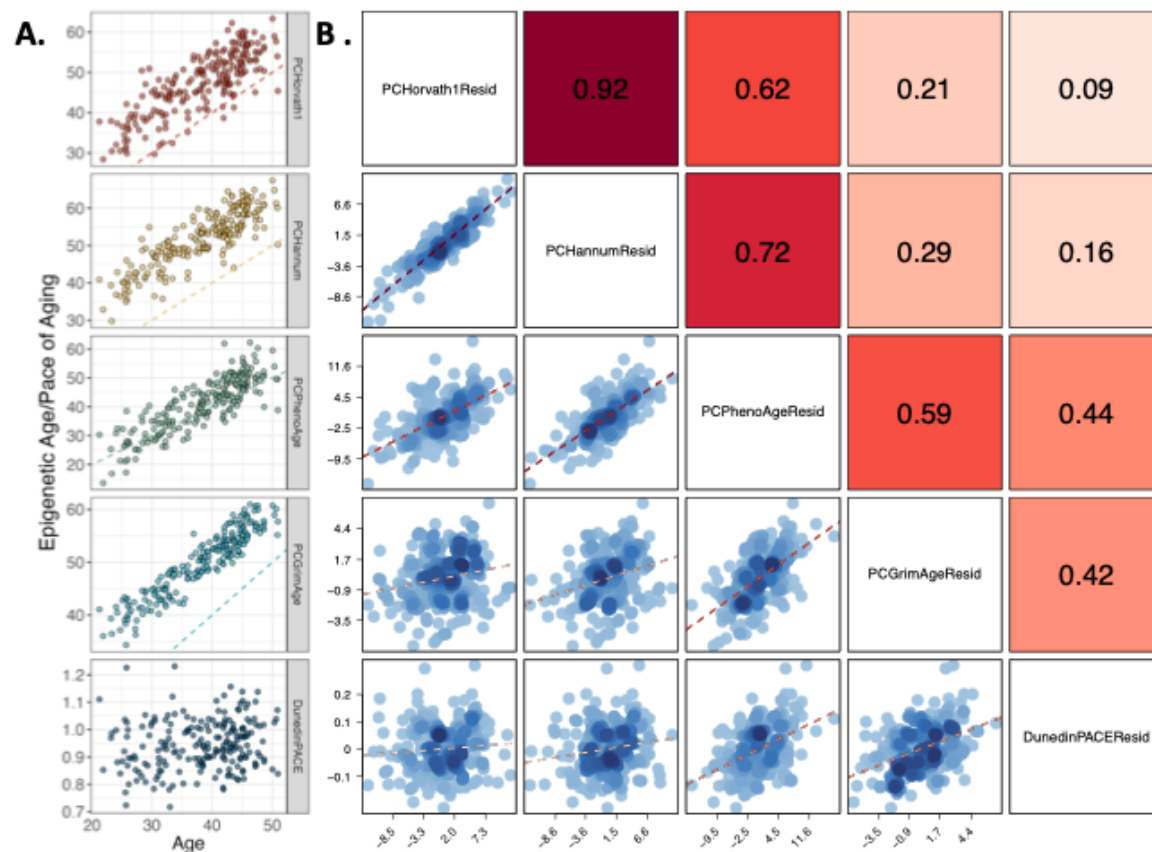 A.
B .
Epigenetic Age/Pace of Aging
60
50
40
30
PCHorvath1
60
50
40
30
PCHannum
60
50
40
30
20
PCPhenoAge
60
50
40
PCGrimAge
1.2
1.1
1.0
0.9
0.8
0.7
DunedinPACE
20 30 40 50
Age
PCHorvath1Resid 0.92 0.62 0.21 0.09
6.6
1.5
-3.6
-8.6
PCHannumResid 0.72 0.29 0.16
11.6
4.5
-2.5
-9.5
PCPhenoAgeResid 0.59 0.44
4.4
1.7
-0.9
-3.5
PCGrimAgeResid 0.42
0.2
0.1
0
-0.1
DunedinPACEResid
-8.5 -3.3 2.0 7.3 -8.6 -3.6 1.5 6.6 -9.5 -2.5 4.5 11.6 -3.5 -0.9 1.7 4.4